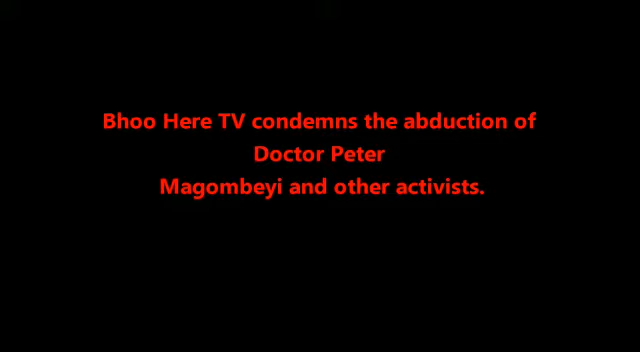 Bhoo Here TV condemns the abduction of
Doctor Peter
Magombeyi and other activists.